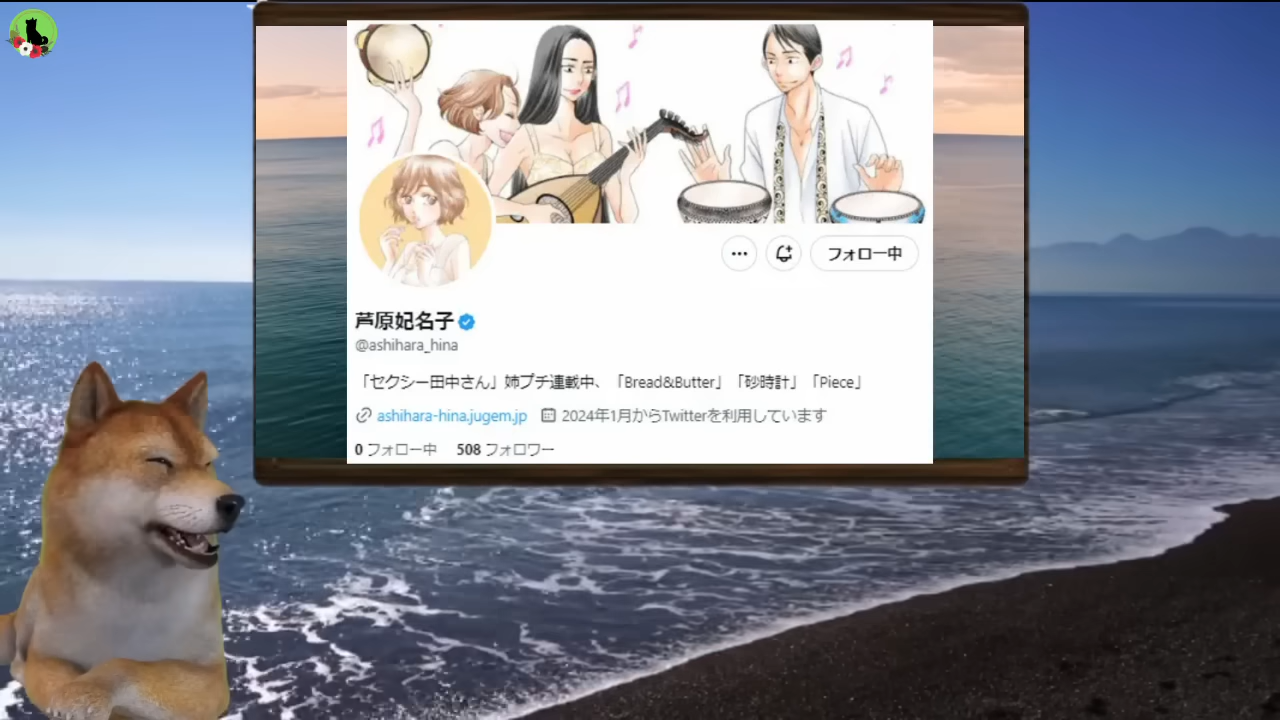 フォロー中
芦原妃名子
@ashihara_hina
「セクシー田中さん」姉プチ連載中、「Bread&Butter」「砂時計」「Piece」
ashihara-hina.jugem.jp 2024年1月からTwitterを利用しています
0 フォロー中 508 フォロワー